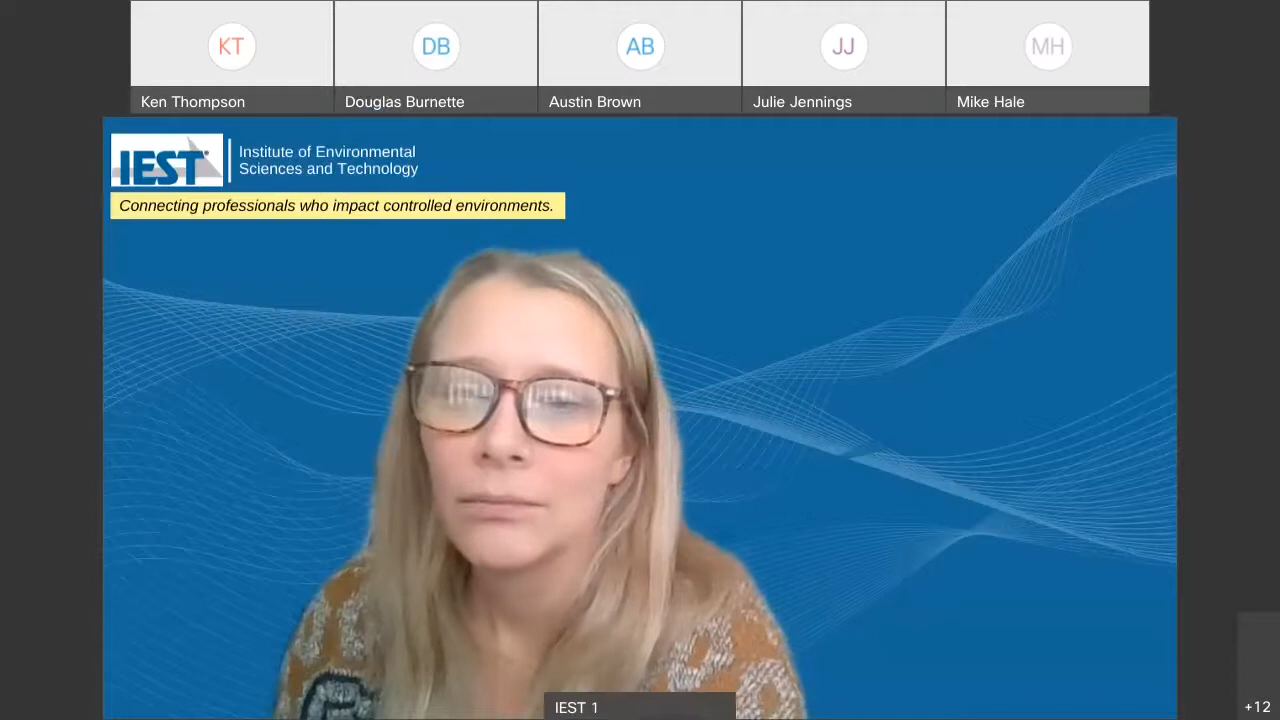 KT
DB
AB
JJ
MH
Ken Thompson
Douglas Burnette
Austin Brown
Julie Jennings
Mike Hale
IEST
Institute of Environmental
Sciences and Technology
Connecting professionals who impact controlled environments.
IEST 1
+12